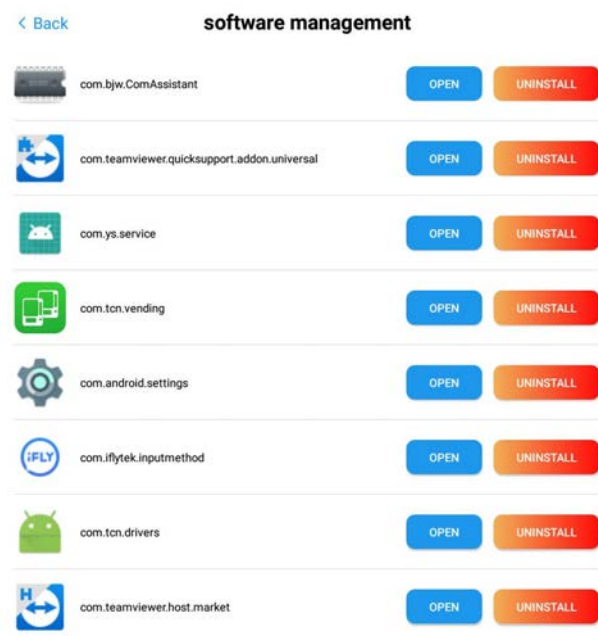 < Back software management
com.bjw.ComAssistant OPEN UNINSTALL
com.teamviewer.quicksupport.addon.universal OPEN UNINSTALL
com.ys.service OPEN UNINSTALL
com.tcn.vending OPEN UNINSTALL
com.android.settings OPEN UNINSTALL
iFLY com.iflytek.inputmethod OPEN UNINSTALL
com.tcn.drivers OPEN UNINSTALL
H com.teamviewer.host.market OPEN UNINSTALL